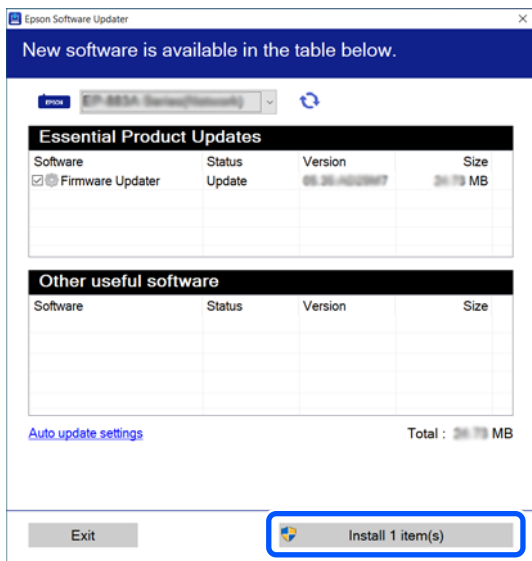 Epson Software Updater
New software is available in the table below.
EPSON
Essential Product Updates
Software Status Version Size
Firmware Updater Update MB
Other useful software
Software Status Version Size
Auto update settings Total : MB
Exit Install 1 item(s)